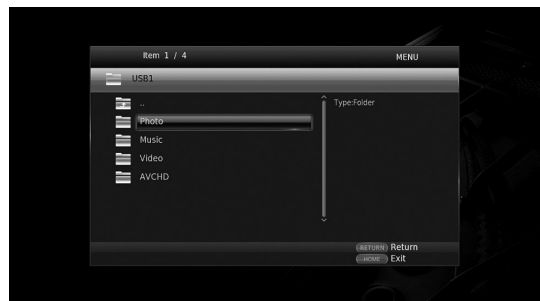 Item 1 / 4 MENU
USB1
..
Type:Folder
Photo
Music
Video
AVCHD
RETURN Return
HOME Exit